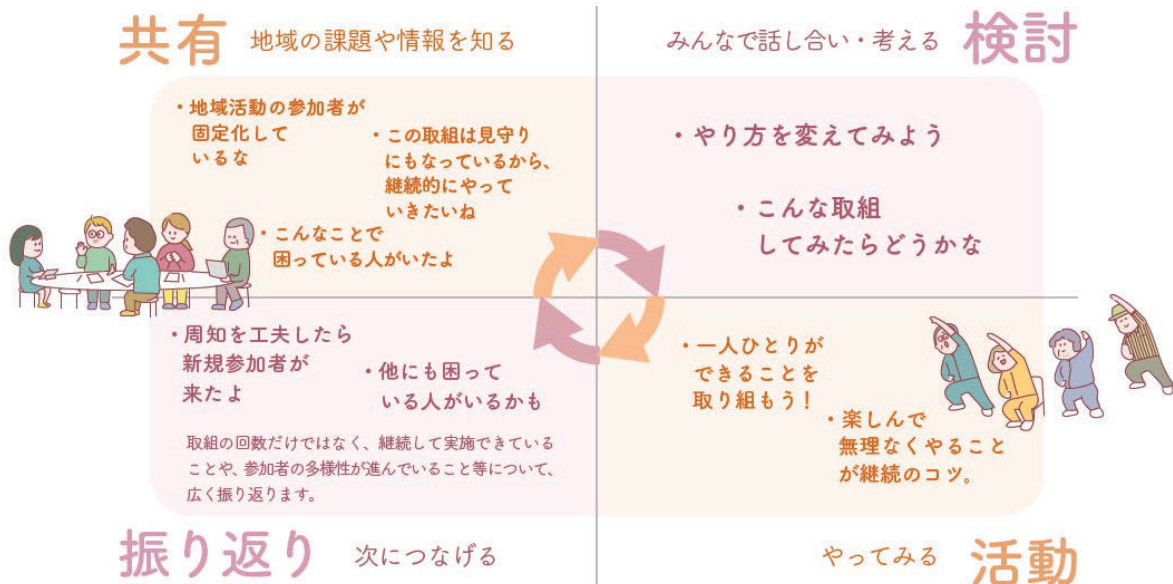 共有 地域の課題や情報を知る
・地域活動の参加者が
固定化して
いるな
・この取組は見守り
にもなっているから、
継続的にやって
いきたいね
・こんなことで
困っている人がいたよ
みんなで話し合い・考える 検討
・やり方を変えてみよう
・こんな取組
してみたらどうかな
・周知を工夫したら
新規参加者が
来たよ
・他にも困って
いる人がいるかも
取組の回数だけではなく、継続して実施できている
ことや、参加者の多様性が進んでいること等について、
広く振り返ります。
振り返り 次につなげる
・一人ひとりが
できることを
取り組もう！
・楽しんで
無理なくやること
が継続のコツ。
やってみる 活動